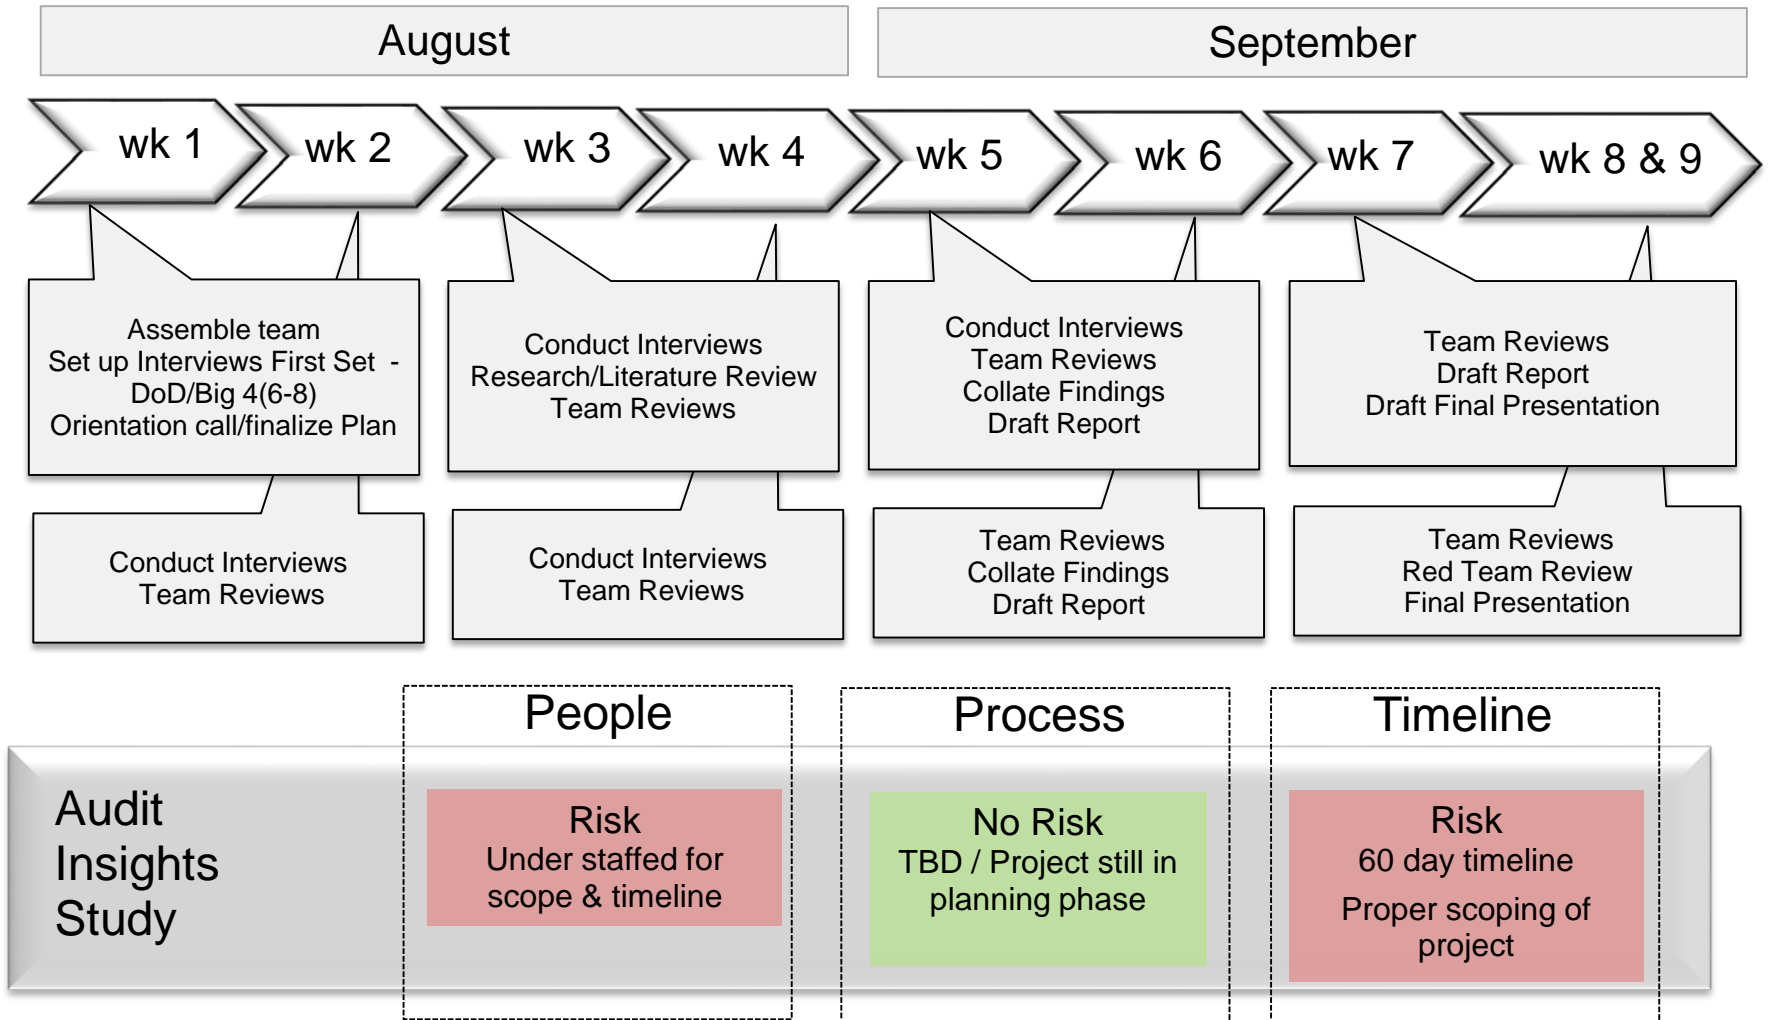 August
September
wk 1
wk 2
wk 3
wk 4
wk 5
wk 6
wk 7
wk 8 & 9
Assemble team
Set up Interviews First Set -
DoD/Big 4(6-8)
Orientation call/finalize Plan
Conduct Interviews
Research/Literature Review
Team Reviews
Conduct Interviews
Team Reviews
Collate Findings
Draft Report
Team Reviews
Draft Report
Draft Final Presentation
Conduct Interviews
Team Reviews
Conduct Interviews
Team Reviews
Team Reviews
Collate Findings
Draft Report
Team Reviews
Red Team Review
Final Presentation
People
Process
Timeline
Audit
Insights
Study
Risk
Under staffed for
scope & timeline
No Risk
TBD / Project still in
planning phase
Risk
60 day timeline
Proper scoping of
project